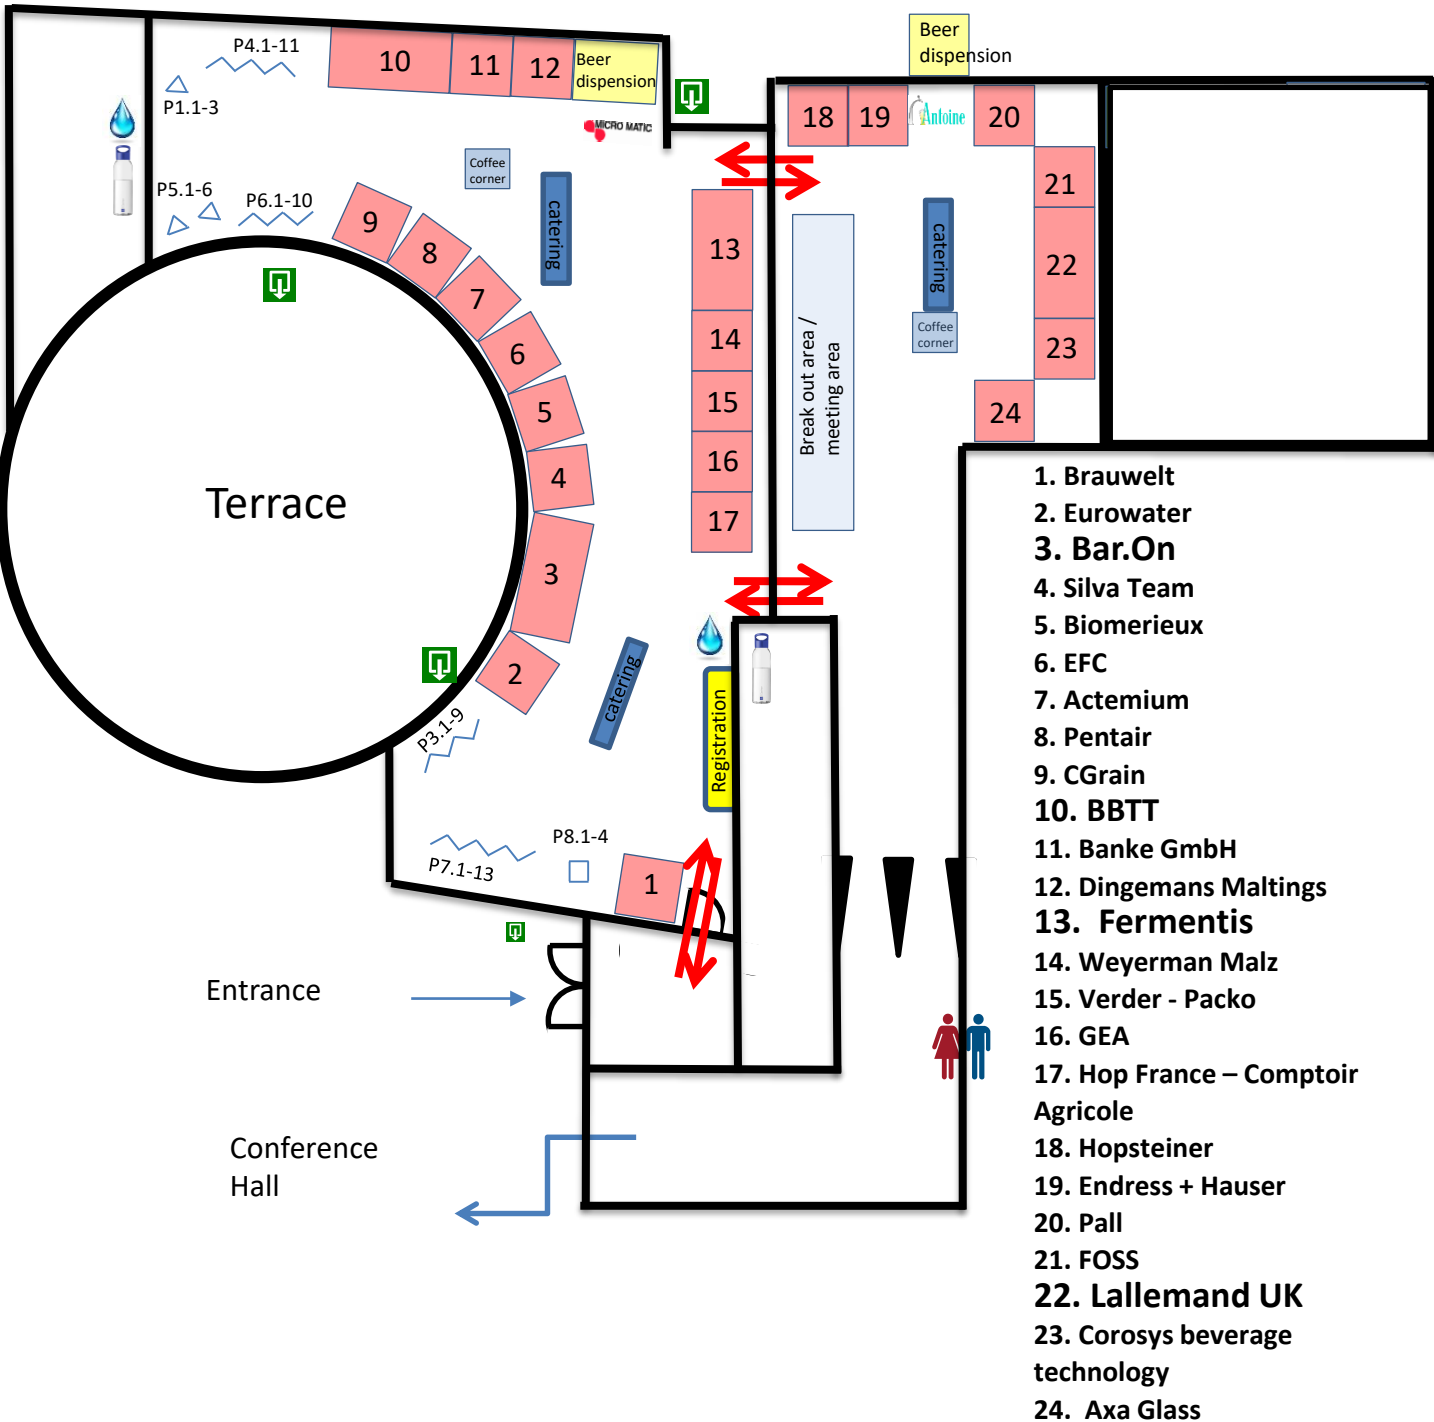 P4.1-11
10
11
12
Beer
dispension
Beer
dispension
P1.1-3
MICRO MATIC
18
19
Antoine
20
Coffee
corner
P5.1-6
P6.1-10
9
8
7
6
5
4
3
2
catering
13
14
15
16
17
Break out area /
meeting area
catering
Coffee
corner
21
22
23
24
Terrace
catering
Registration
P3.1-9
P7.1-13
P8.1-4
1
Entrance
Conference
Hall
1. Brauwelt
2. Eurowater
3. Bar.On
4. Silva Team
5. Biomerieux
6. EFC
7. Actemium
8. Pentair
9. CGrain
10. BBTT
11. Banke GmbH
12. Dingemans Maltings
13.  Fermentis
14. Weyerman Malz
15. Verder - Packo
16. GEA
17. Hop France – Comptoir
Agricole
18. Hopsteiner
19. Endress + Hauser
20. Pall
21. FOSS
22. Lallemand UK
23. Corosys beverage
technology
24.  Axa Glass